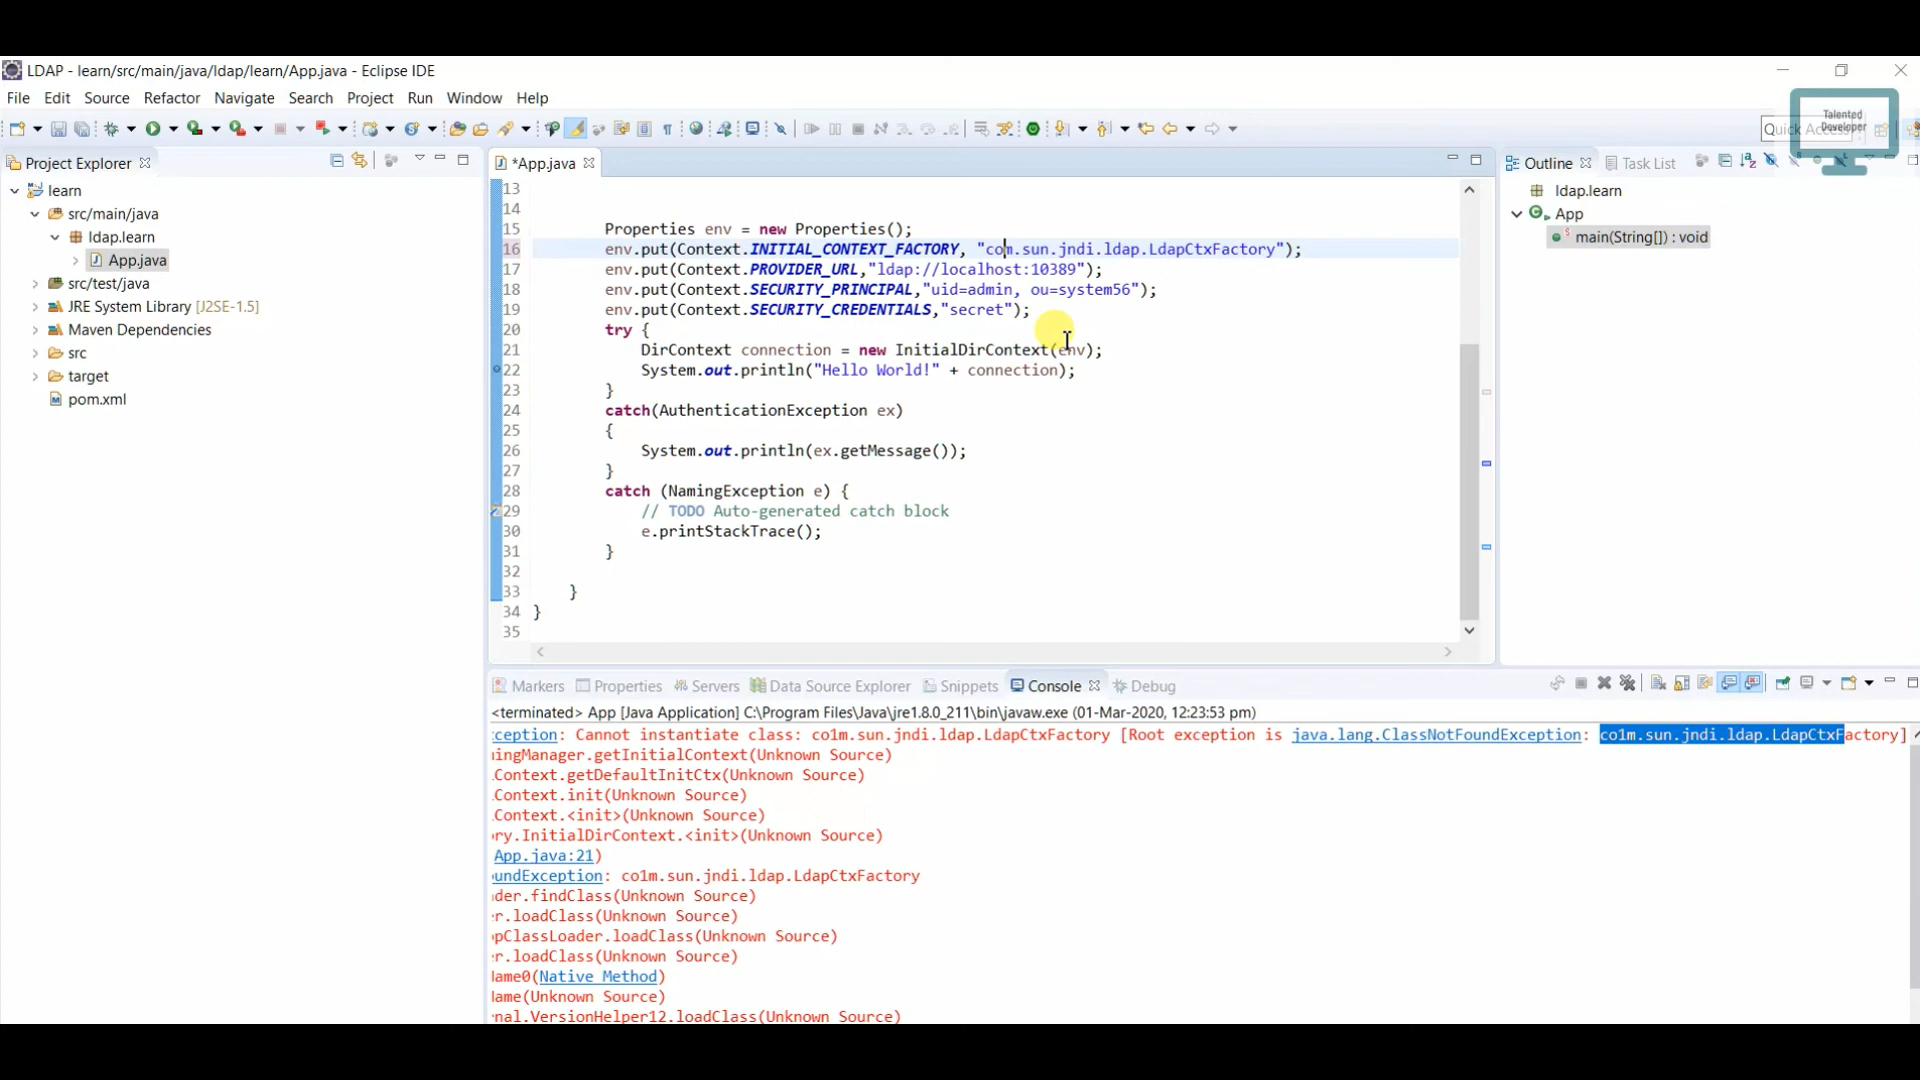 LDAP - learn/src/main/java/ldap/learn/App.java - Eclipse IDE
File Edit Source Refactor Navigate Search Project Run Window Help
Talented
Developer
Quick Access
Project Explorer
*App.java
Outline
Task List
learn
src/main/java
ldap.learn
App.java
src/test/java
JRE System Library [J2SE-1.5]
Maven Dependencies
src
target
pom.xml
13
14
15 Properties env = new Properties();
16 env.put(Context.INITIAL_CONTEXT_FACTORY, "com.sun.jndi.ldap.LdapCtxFactory");
17 env.put(Context.PROVIDER_URL,"ldap://localhost:10389");
18 env.put(Context.SECURITY_PRINCIPAL,"uid=admin, ou=system56");
19 env.put(Context.SECURITY_CREDENTIALS,"secret");
20 try {
21 DirContext connection = new InitialDirContext(env);
22 System.out.println("Hello World!" + connection);
23 }
24 catch(AuthenticationException ex)
25 {
26 System.out.println(ex.getMessage());
27 }
28 catch (NamingException e) {
29 // TODO Auto-generated catch block
30 e.printStackTrace();
31 }
32
33 }
34 }
35
ldap.learn
App
main(String[]) : void
Markers Properties Servers Data Source Explorer Snippets Console Debug
<terminated> App [Java Application] C:\Program Files\Java\jre1.8.0_211\bin\javaw.exe (01-Mar-2020, 12:23:53 pm)
ception: Cannot instantiate class: co1m.sun.jndi.ldap.LdapCtxFactory [Root exception is java.lang.ClassNotFoundException: co1m.sun.jndi.ldap.LdapCtxFactory]
ingManager.getInitialContext(Unknown Source)
Context.getDefaultInitCtx(Unknown Source)
Context.init(Unknown Source)
Context.<init>(Unknown Source)
ry.InitialDirContext.<init>(Unknown Source)
App.java:21)
undException: co1m.sun.jndi.ldap.LdapCtxFactory
der.findClass(Unknown Source)
r.loadClass(Unknown Source)
pClassLoader.loadClass(Unknown Source)
r.loadClass(Unknown Source)
ame0(Native Method)
ame(Unknown Source)
nal.VersionHelper12.loadClass(Unknown Source)